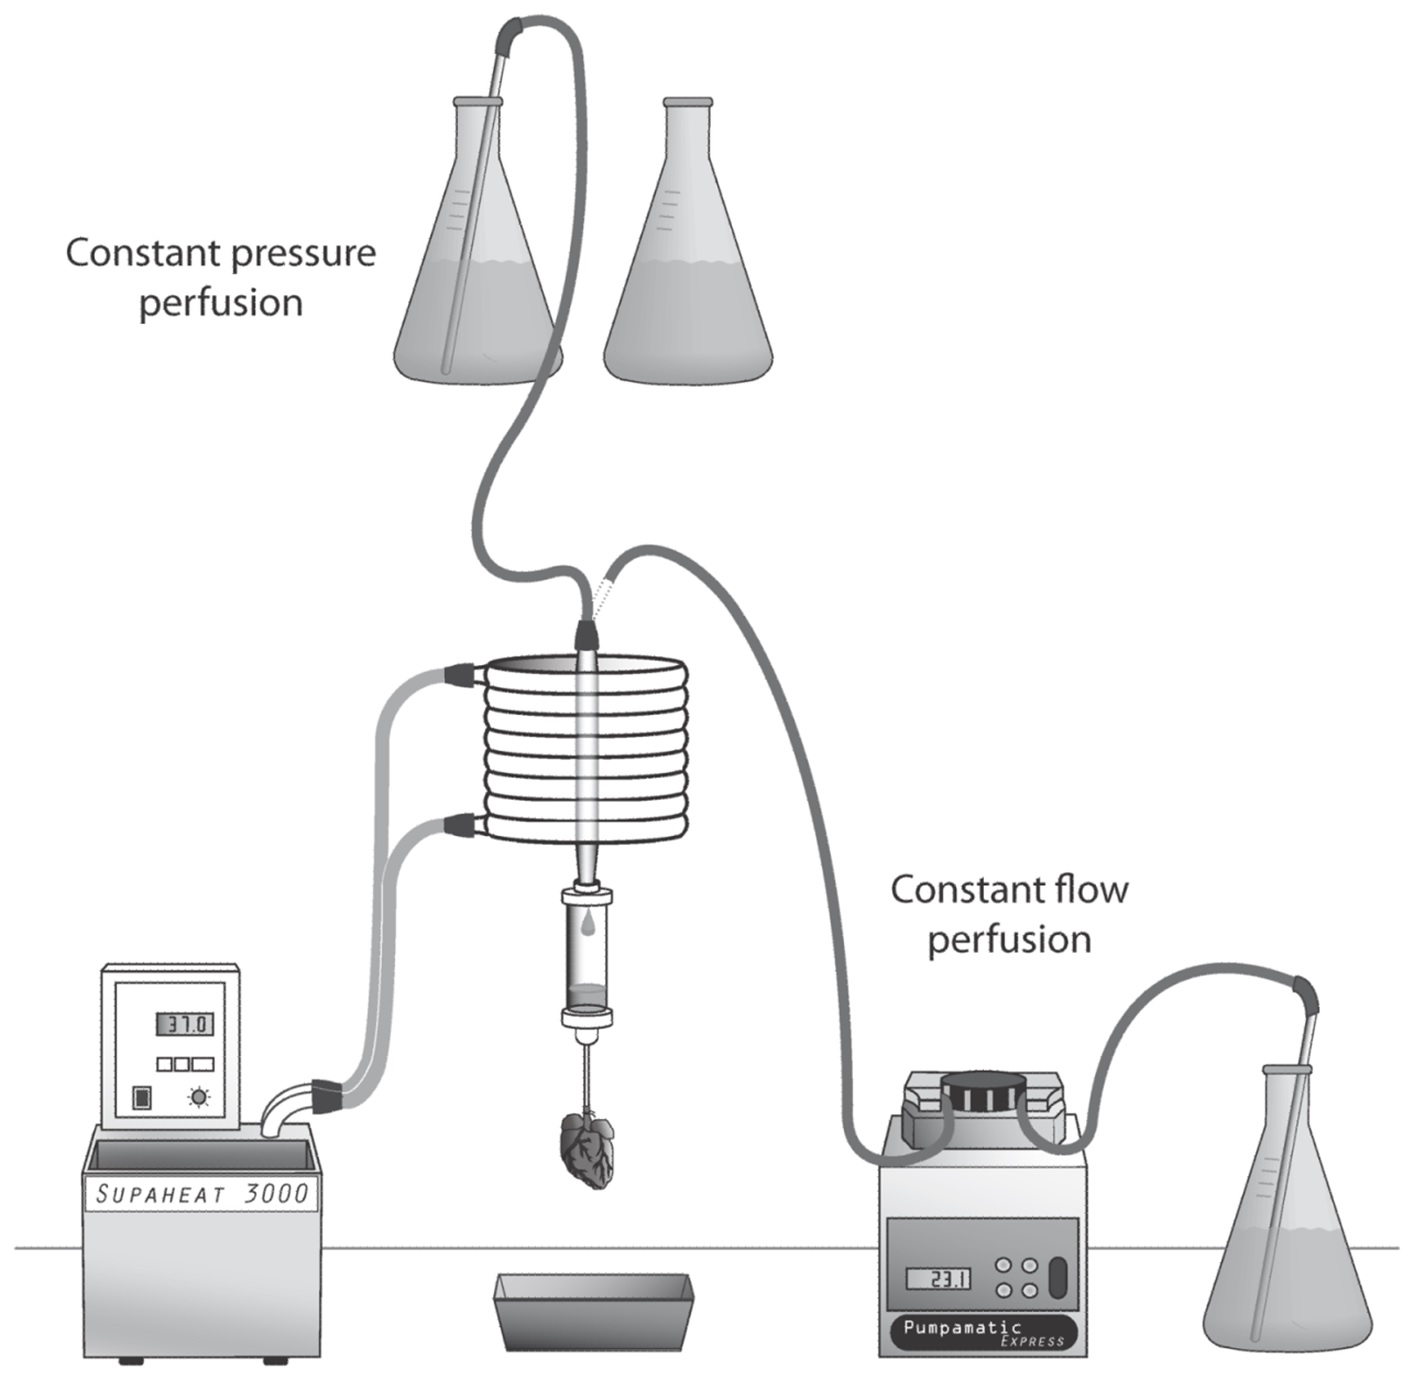 Constant pressure
perfusion
Constant flow
perfusion
37.0
SUPAHEAT 3000
23.1
Pumpamatic
EXPRESS